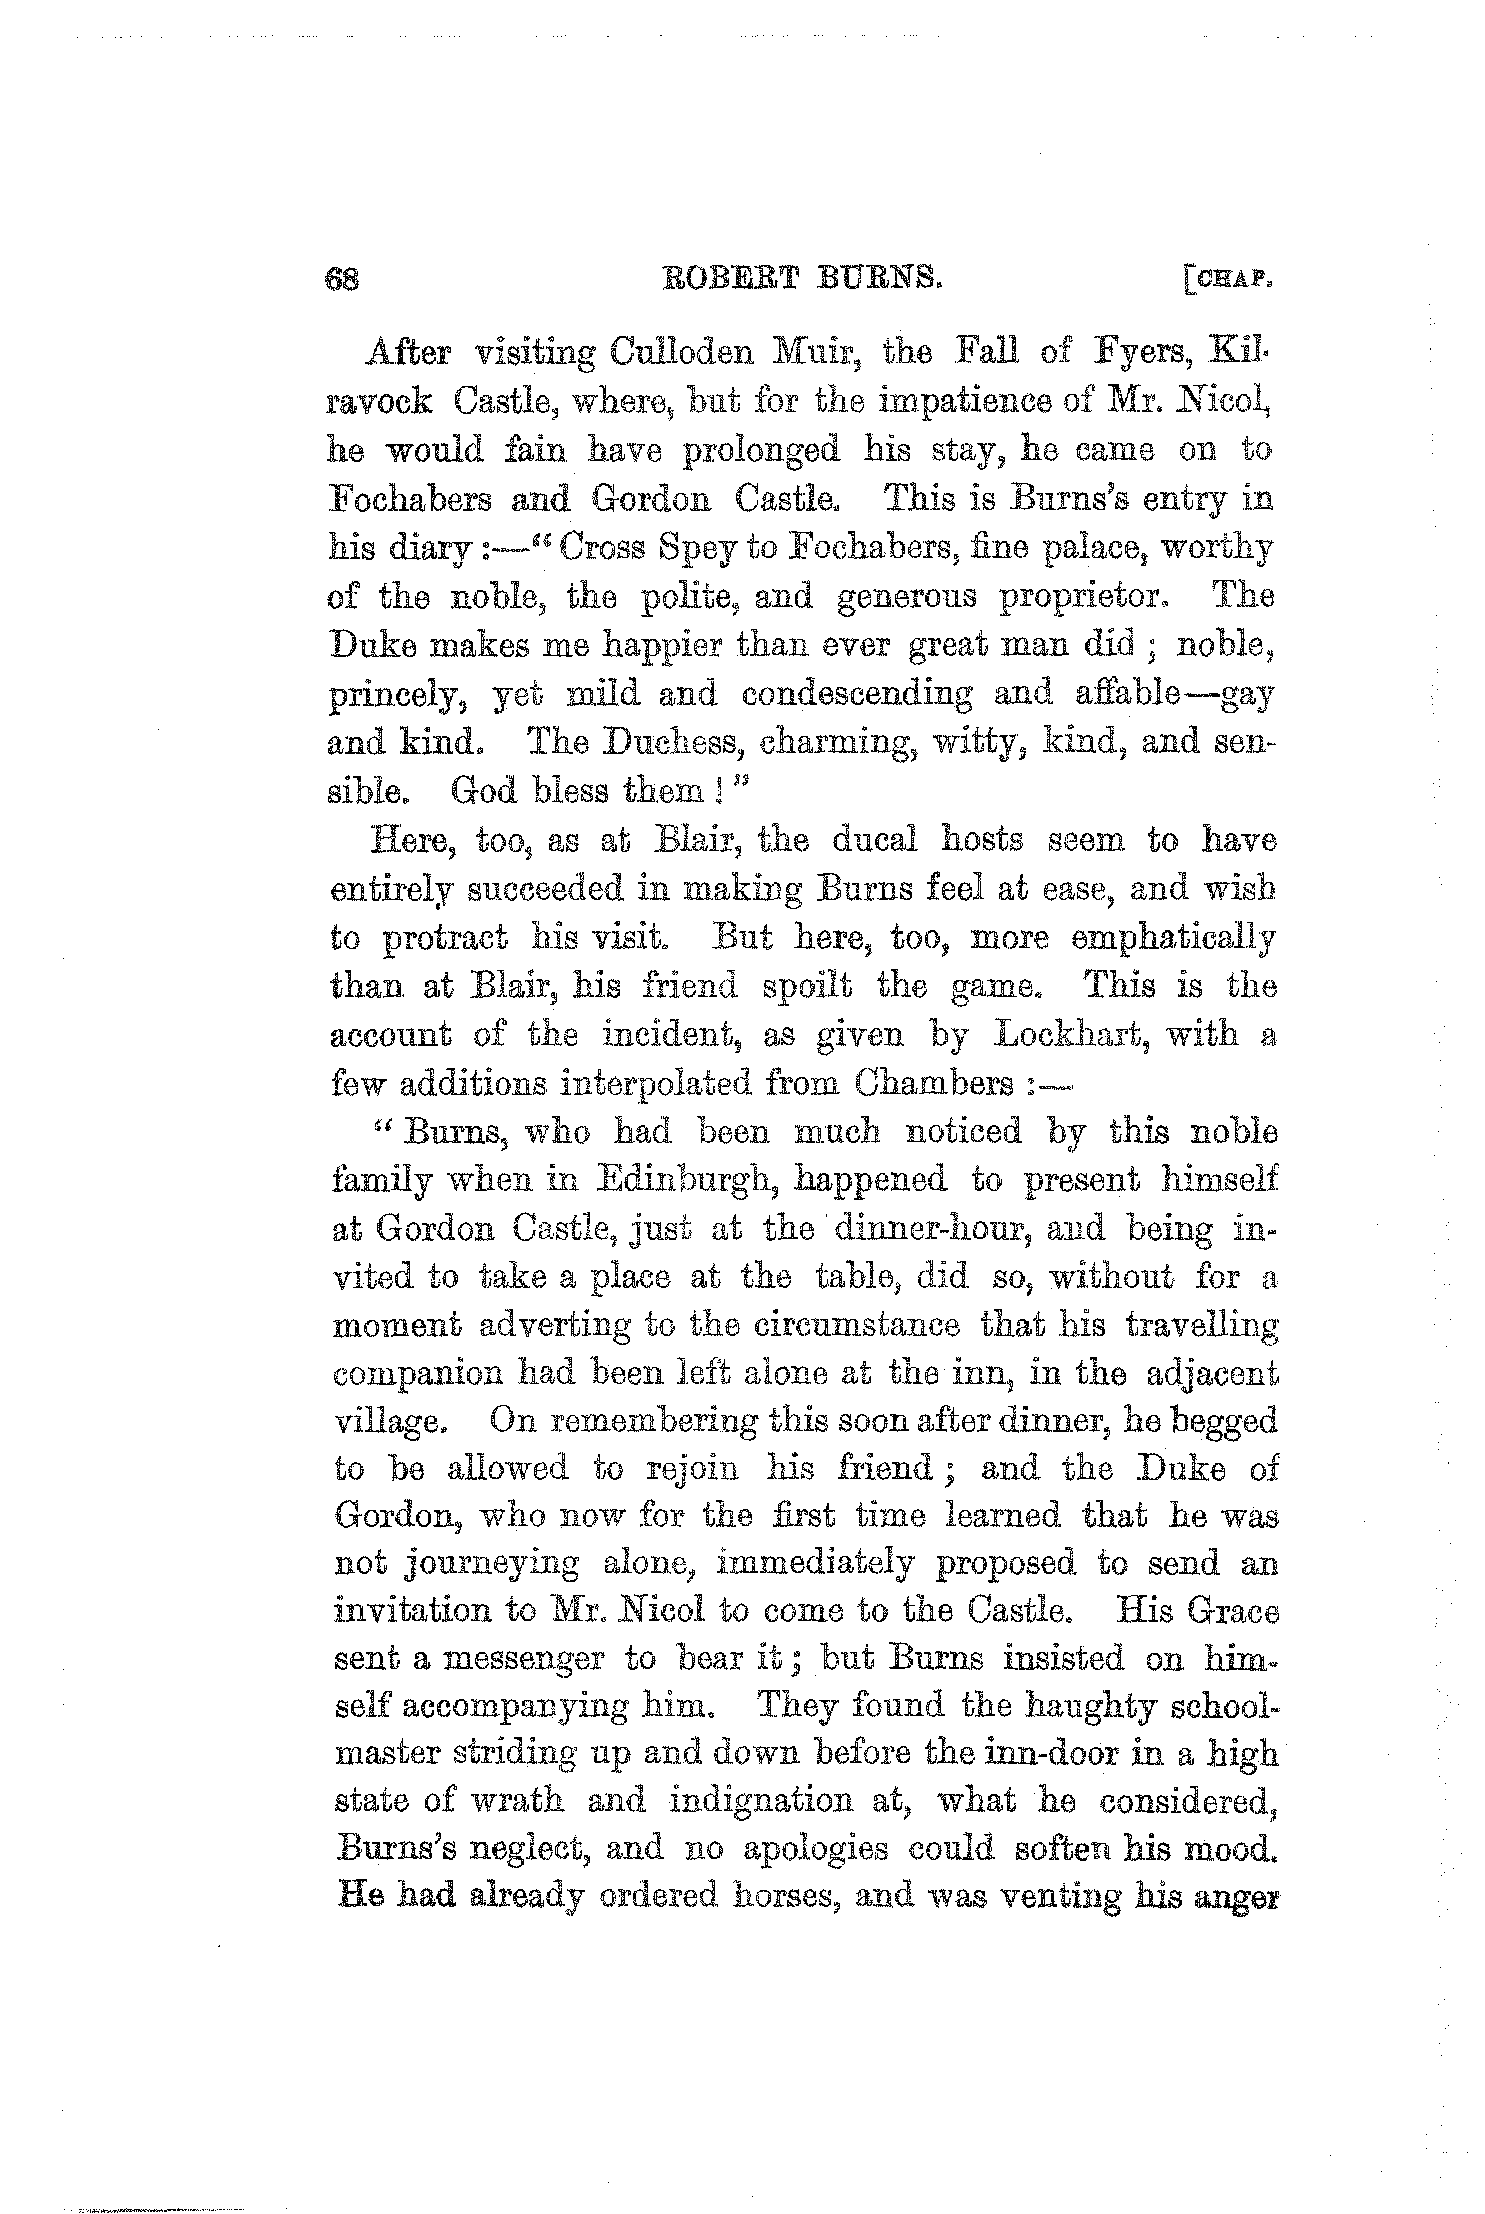 68 ROBERT BURNS. [CHAP.
After visiting Culloden Muir, the Fall of Fyers, Kil-
ravock Castle, where, but for the impatience of Mr. Nicol,
he would fain have prolonged his stay, he came on to
Fochabers and Gordon Castle. This is Burns's entry in
his diary :—" Cross Spey to Fochabers, fine palace, worthy
of the noble, the polite, and generous proprietor. The
Duke makes me happier than ever great man did ; noble,
princely, yet mild and condescending and affable—gay
and kind. The Duchess, charming, witty, kind, and sen-
sible. God bless them ! "
Here, too, as at Blair, the ducal hosts seem to have
entirely succeeded in making Burns feel at ease, and wish
to protract his visit. But here, too, more emphatically
than at Blair, his friend spoilt the game. This is the
account of the incident, as given by Lockhart, with a
few additions interpolated from Chambers :—
" Burns, who had been much noticed by this noble
family when in Edinburgh, happened to present himself
at Gordon Castle, just at the dinner-hour, and being in-
vited to take a place at the table, did so, without for a
moment adverting to the circumstance that his travelling
companion had been left alone at the inn, in the adjacent
village. On remembering this soon after dinner, he begged
to be allowed to rejoin his friend ; and the Duke of
Gordon, who now for the first time learned that he was
not journeying alone, immediately proposed to send an
invitation to Mr. Nicol to come to the Castle. His Grace
sent a messenger to bear it ; but Burns insisted on him-
self accompanying him. They found the haughty school-
master striding up and down before the inn-door in a high
state of wrath and indignation at, what he considered,
Burns's neglect, and no apologies could soften his mood.
He had already ordered horses, and was venting his anger